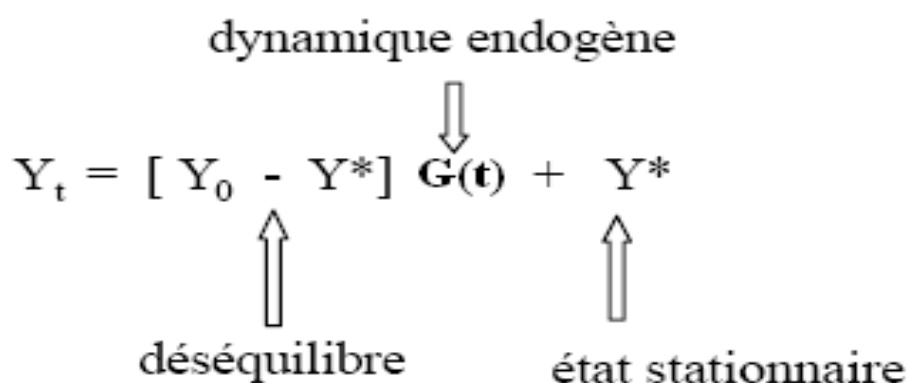 dynamique endogène
Yₜ = [ Y₀ - Y*] G(t) + Y*
déséquilibre
état stationnaire